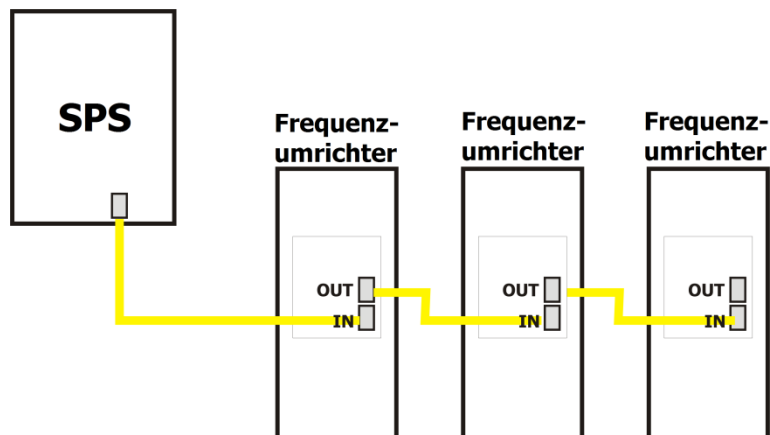 SPS
Frequenz-
umrichter
Frequenz-
umrichter
Frequenz-
umrichter
OUT
IN
OUT
IN
OUT
IN